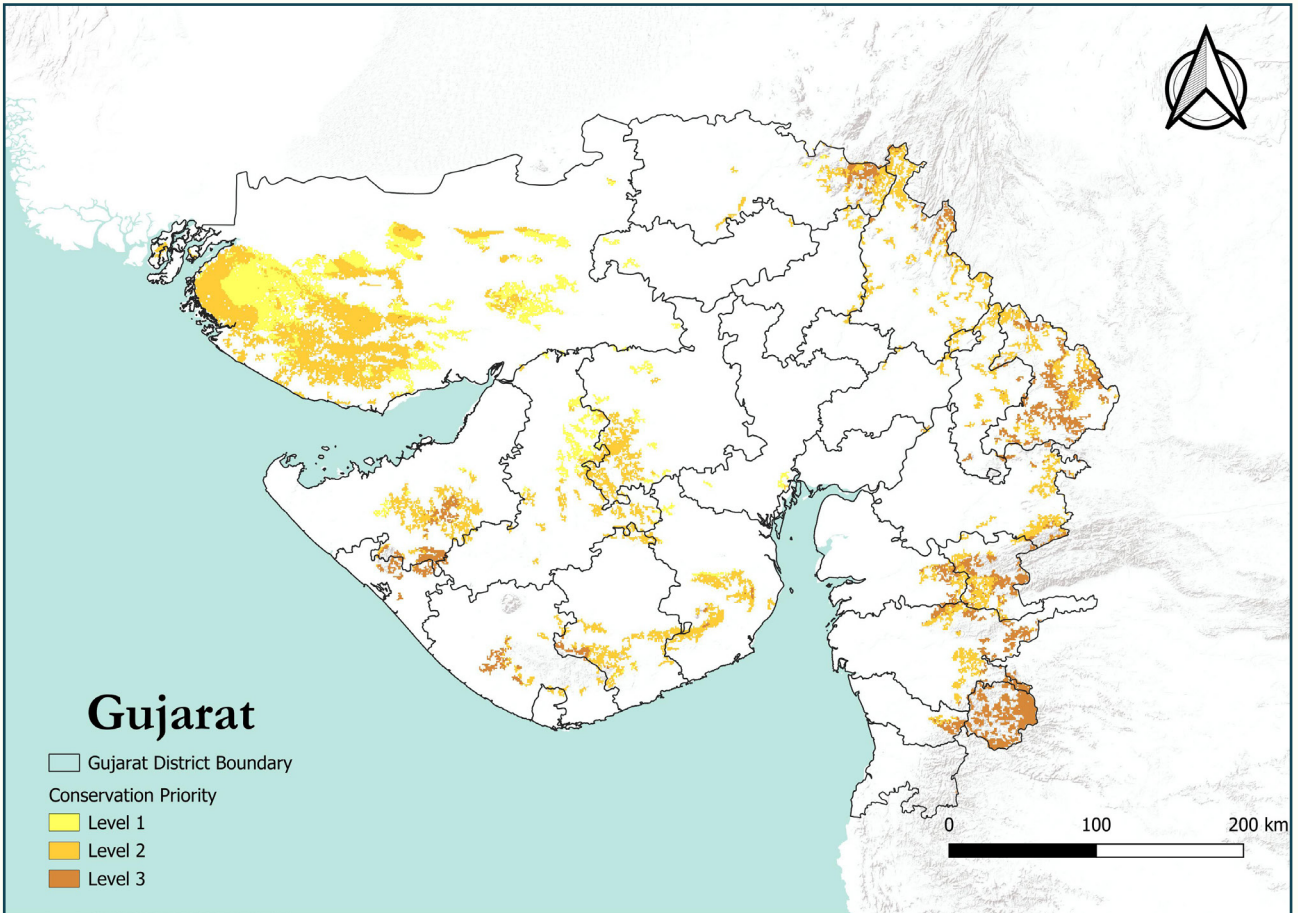 Gujarat
Gujarat District Boundary
Conservation Priority
Level 1
Level 2
Level 3
0 100 200 km